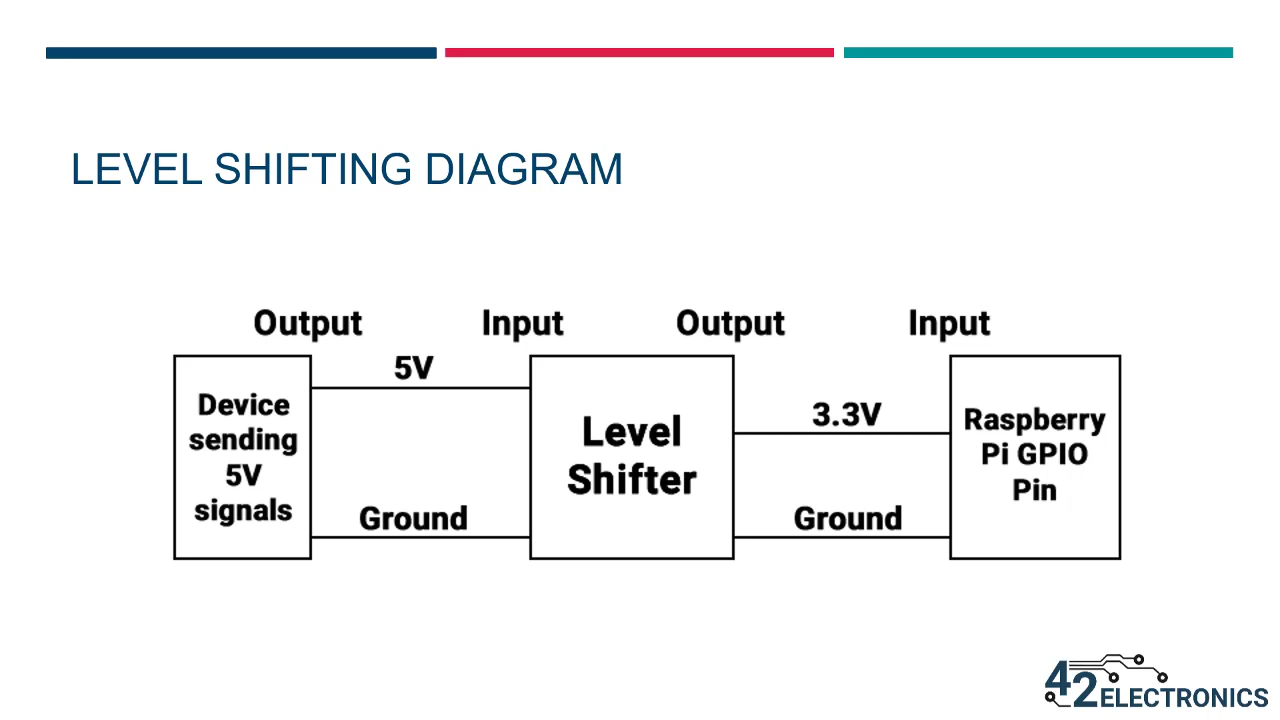 LEVEL SHIFTING DIAGRAM
Output
Input
Output
Input
5V
3.3V
Device
sending
5V
signals
Level
Shifter
Raspberry
Pi GPIO
Pin
Ground
Ground
42ELECTRONICS